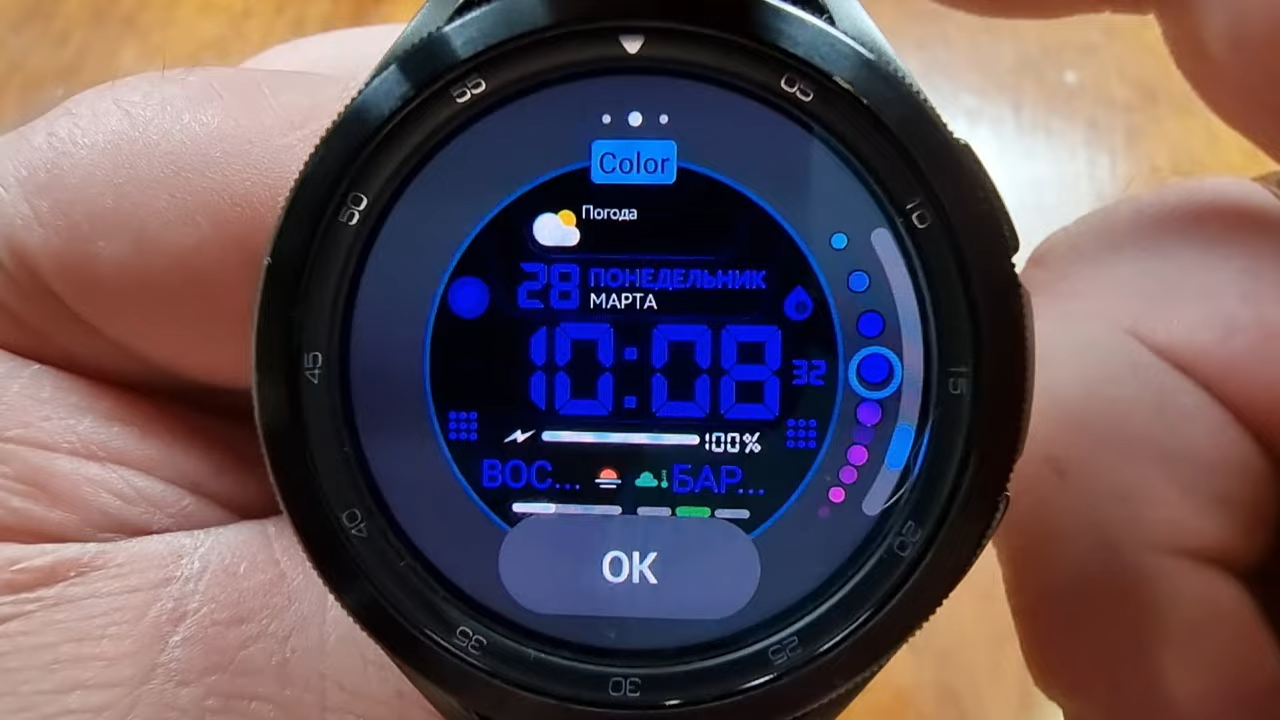 Color
Погода
28 ПОНЕДЕЛЬНИК
МАРТА
10:08 32
100%
ВОС... БАР...
OK
05
10
15
20
25
30
35
40
45
50
55